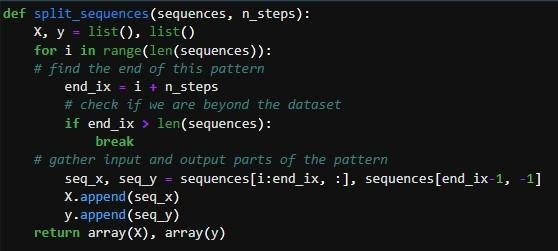 def split_sequences(sequences, n_steps):
    X, y = list(), list()
    for i in range(len(sequences)):
    # find the end of this pattern
        end_ix = i + n_steps
        # check if we are beyond the dataset
        if end_ix > len(sequences):
            break
    # gather input and output parts of the pattern
        seq_x, seq_y = sequences[i:end_ix, :], sequences[end_ix-1, -1]
        X.append(seq_x)
        y.append(seq_y)
    return array(X), array(y)